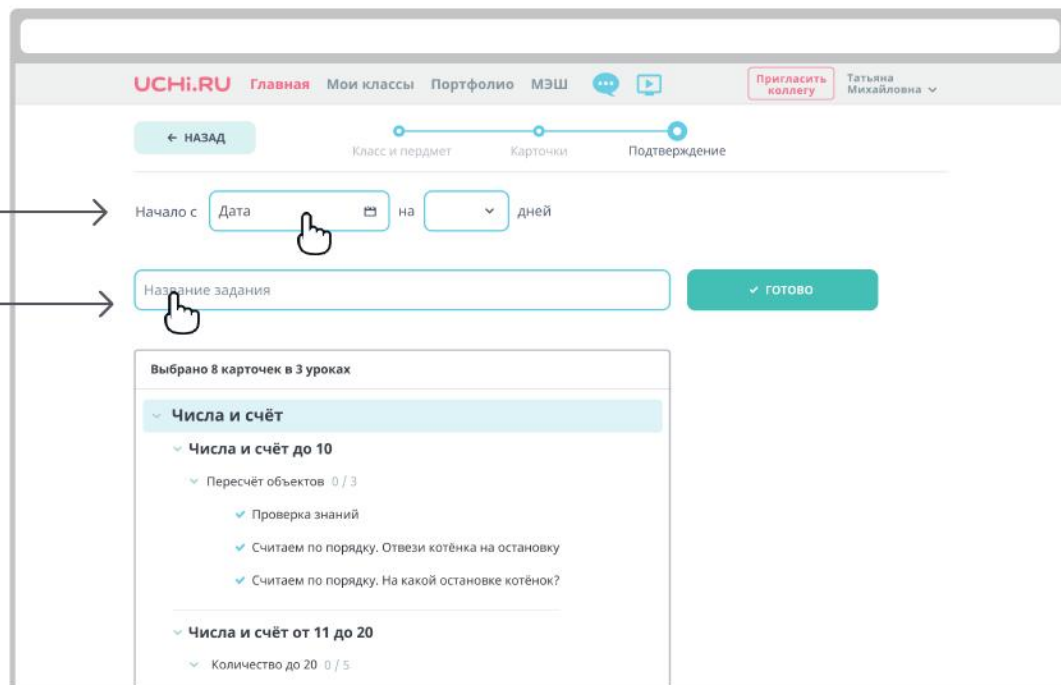 UCHi.RU Главная Мои классы Портфолио МЭШ Пригласить коллегу Татьяна Михайловна
← НАЗАД
Класс и пердмет Карточки Подтверждение
Начало с Дата на дней
Название задания
✓ ГОТОВО
Выбрано 8 карточек в 3 уроках
Числа и счёт
Числа и счёт до 10
Пересчёт объектов 0 / 3
✓ Проверка знаний
✓ Считаем по порядку. Отвези котёнка на остановку
✓ Считаем по порядку. На какой остановке котёнок?
Числа и счёт от 11 до 20
Количество до 20 0 / 5